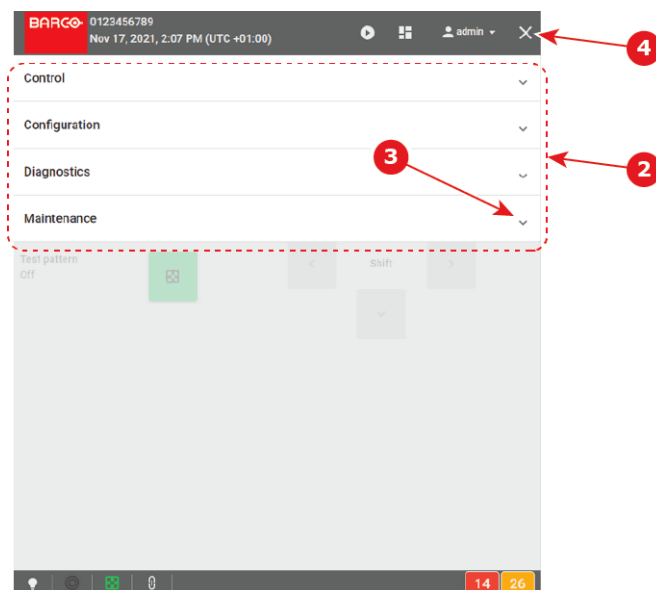 BARCO
0123456789
Nov 17, 2021, 2:07 PM (UTC +01:00)
admin
4
Control
Configuration
2
Diagnostics
3
Maintenance
Test pattern
Off
Shift
14
26